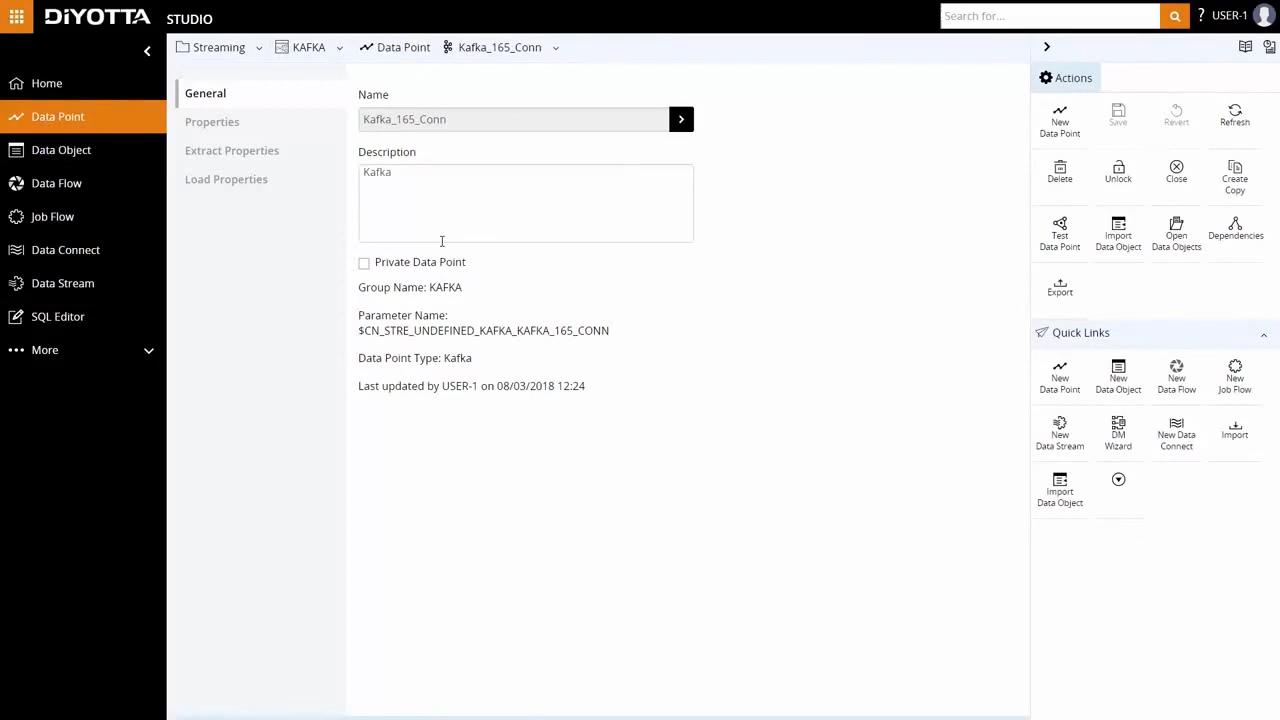 DiYOTTA STUDIO
Search for...
? USER-1
Streaming KAFKA Data Point Kafka_165_Conn
Home
Data Point
Data Object
Data Flow
Job Flow
Data Connect
Data Stream
SQL Editor
More
General
Properties
Extract Properties
Load Properties
Name
Kafka_165_Conn
Description
Kafka
Private Data Point
Group Name: KAFKA
Parameter Name:
$CN_STRE_UNDEFINED_KAFKA_KAFKA_165_CONN
Data Point Type: Kafka
Last updated by USER-1 on 08/03/2018 12:24
Actions
New Data Point
Save
Revert
Refresh
Delete
Unlock
Close
Create Copy
Test Data Point
Import Data Object
Open Data Objects
Dependencies
Export
Quick Links
New Data Point
New Data Object
New Data Flow
New Job Flow
New Data Stream
DM Wizard
New Data Connect
Import
Import Data Object